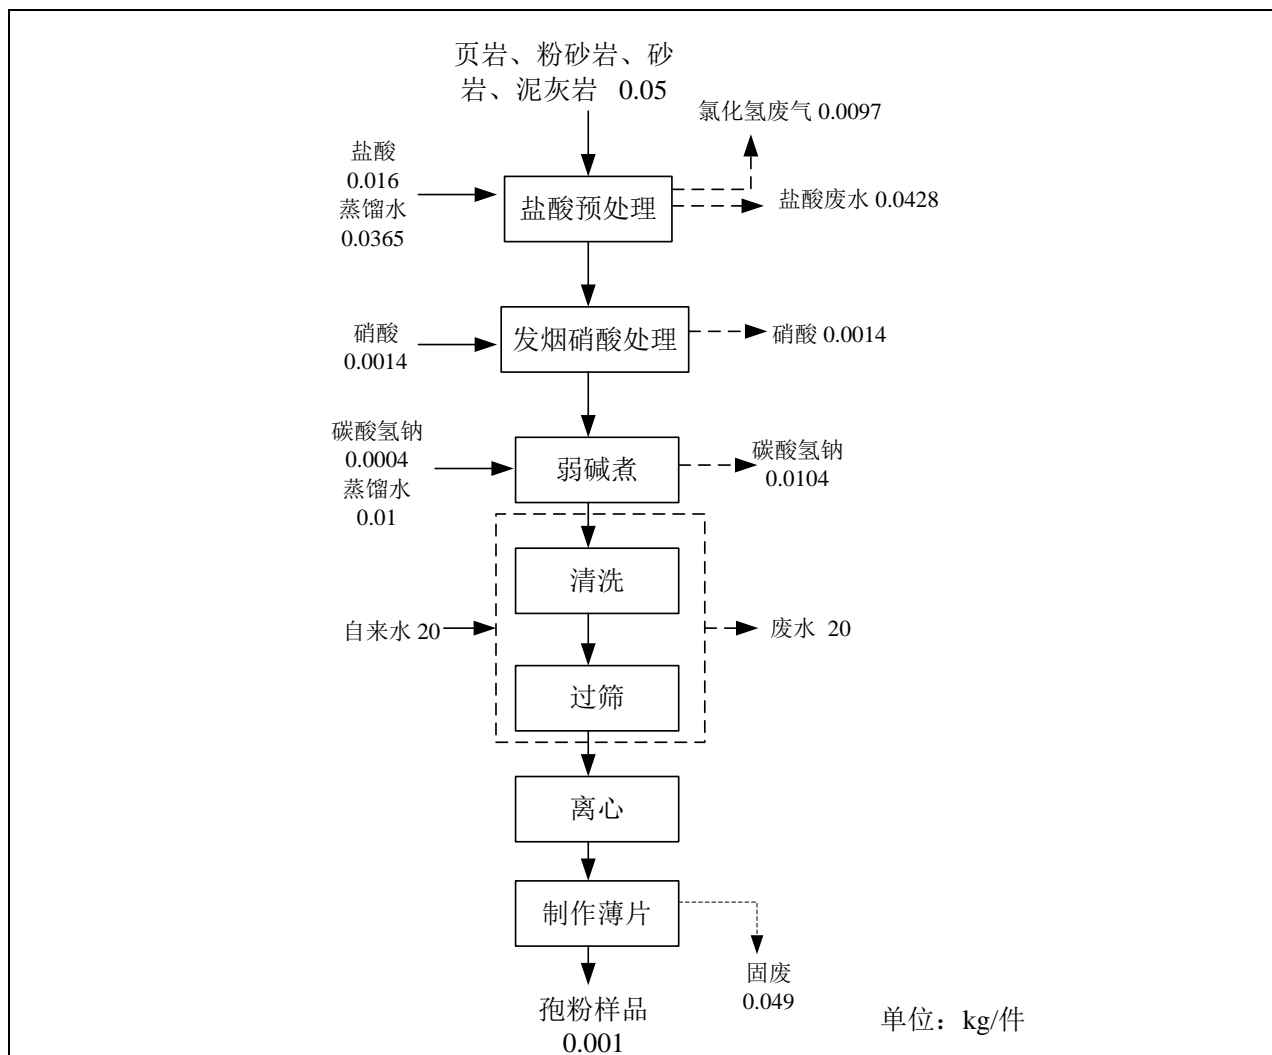 页岩、粉砂岩、砂
岩、泥灰岩 0.05
氯化氢废气 0.0097
盐酸
0.016
蒸馏水
0.0365
盐酸预处理
盐酸废水 0.0428
硝酸
0.0014
发烟硝酸处理
硝酸 0.0014
碳酸氢钠
0.0004
蒸馏水
0.01
弱碱煮
碳酸氢钠
0.0104
清洗
自来水 20
废水 20
过筛
离心
制作薄片
固废
0.049
孢粉样品
0.001
单位：kg/件